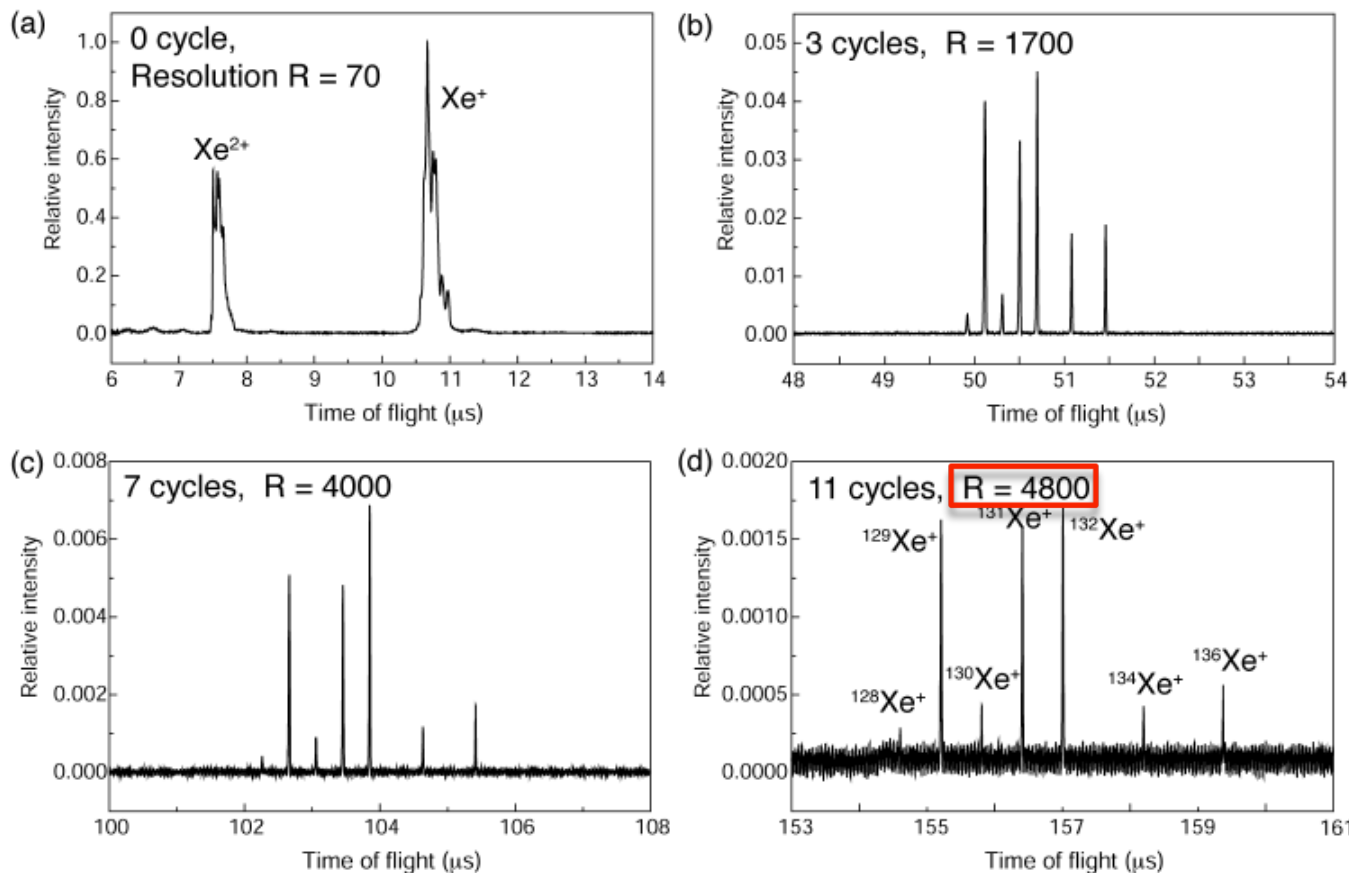 (a)
0 cycle,
Resolution R = 70
Xe²⁺
Xe⁺
1.0
0.8
0.6
0.4
0.2
0.0
Relative intensity
6 7 8 9 10 11 12 13 14
Time of flight (μs)
(b)
3 cycles, R = 1700
0.05
0.04
0.03
0.02
0.01
0.00
Relative intensity
48 49 50 51 52 53 54
Time of flight (μs)
(c)
7 cycles, R = 4000
0.008
0.006
0.004
0.002
0.000
Relative intensity
100 102 104 106 108
Time of flight (μs)
(d)
11 cycles, R = 4800
¹²⁹Xe⁺ ¹³¹Xe⁺ ¹³²Xe⁺
¹²⁸Xe⁺ ¹³⁰Xe⁺ ¹³⁴Xe⁺ ¹³⁶Xe⁺
0.0020
0.0015
0.0010
0.0005
0.0000
Relative intensity
153 155 157 159 161
Time of flight (μs)